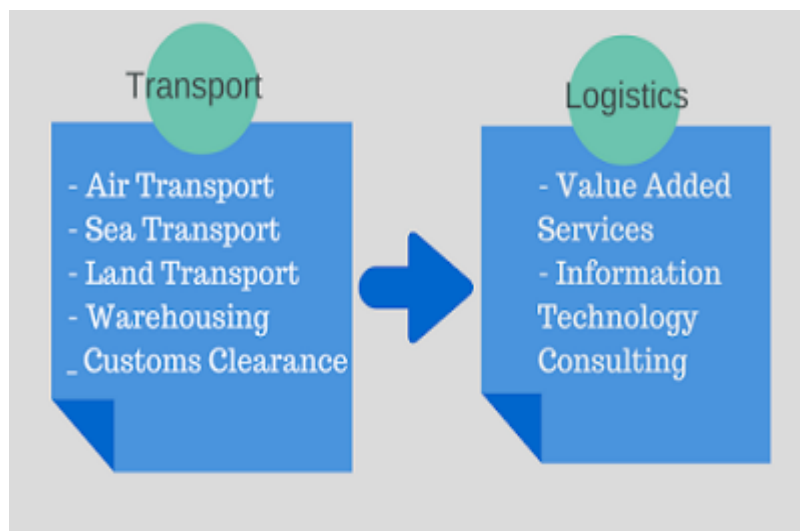 Transport
- Air Transport
- Sea Transport
- Land Transport
- Warehousing
_ Customs Clearance
Logistics
- Value Added
Services
- Information
Technology
Consulting